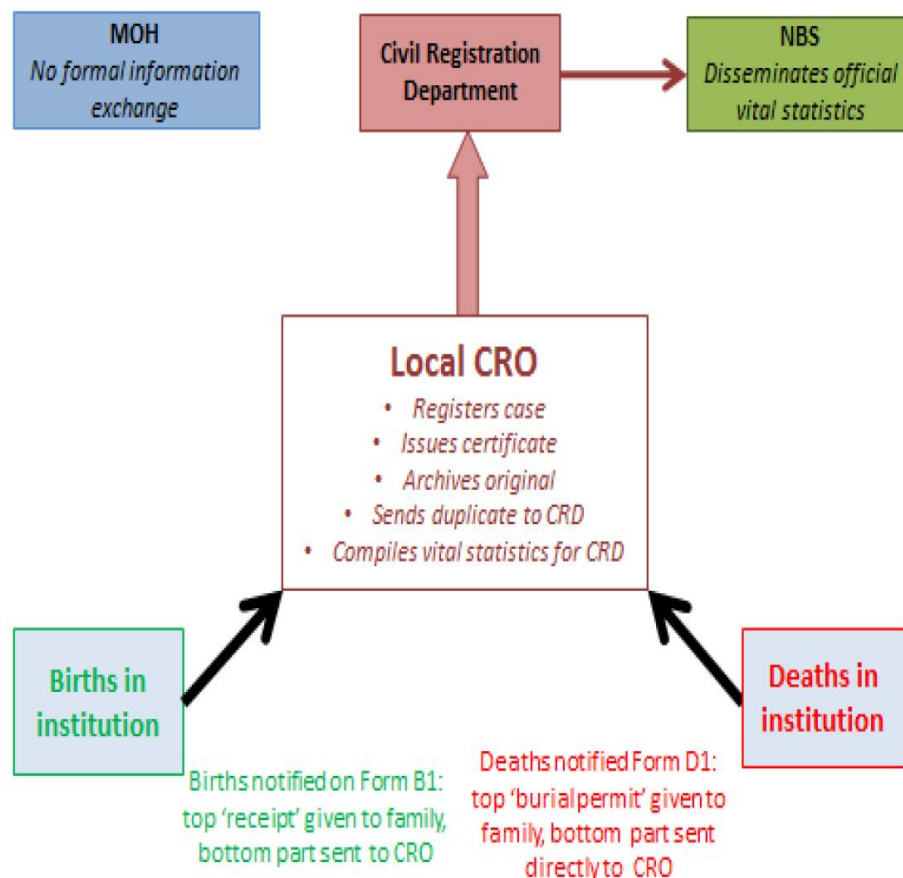 MOH
No formal information
exchange
Civil Registration
Department
NBS
Disseminates official
vital statistics
Local CRO
• Registers case
• Issues certificate
• Archives original
• Sends duplicate to CRD
• Compiles vital statistics for CRD
Births in
institution
Deaths in
institution
Births notified on Form B1:
top ‘receipt’ given to family,
bottom part sent to CRO
Deaths notified Form D1:
top ‘burialpermit’ given to
family, bottom part sent
directly to CRO